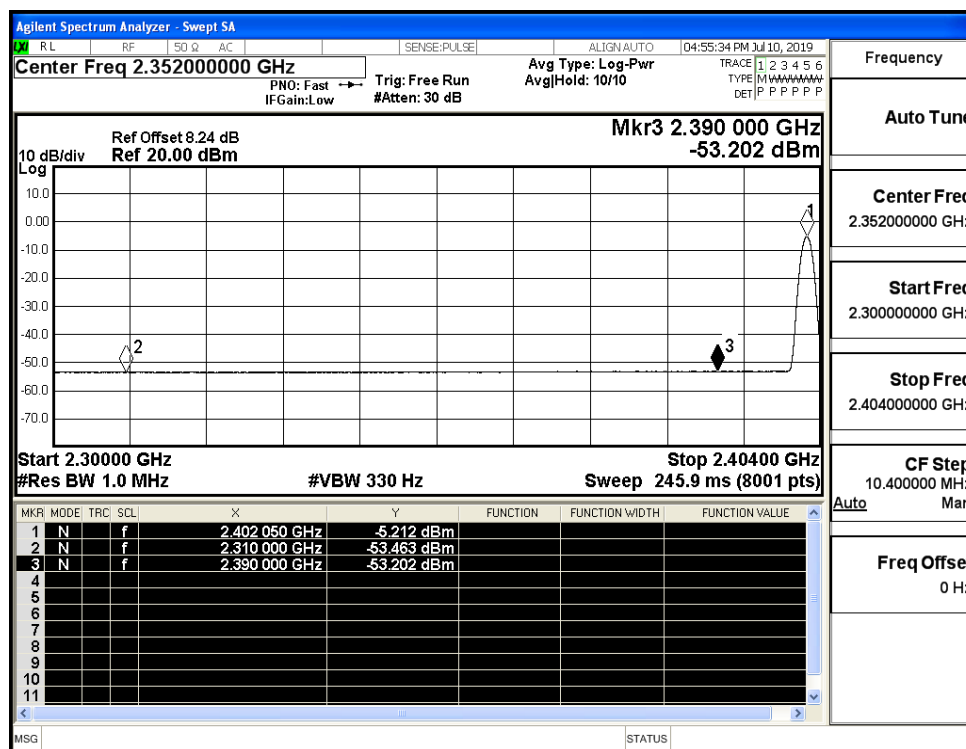 Agilent Spectrum Analyzer - Swept SA
LXI RL RF 50 Ω AC SENSE:PULSE ALIGN AUTO 04:55:34 PM Jul 10, 2019
Center Freq 2.352000000 GHz
PNO: Fast
IFGain:Low
Trig: Free Run
#Atten: 30 dB
Avg Type: Log-Pwr
Avg|Hold: 10/10
TRACE 1 2 3 4 5 6
TYPE M WWWWW
DET P P P P P P
Ref Offset 8.24 dB
10 dB/div Ref 20.00 dBm
Log
Mkr3 2.390 000 GHz
-53.202 dBm
10.0
0.00
-10.0
-20.0
-30.0
-40.0
-50.0
-60.0
-70.0
1
2
3
Start 2.30000 GHz Stop 2.40400 GHz
#Res BW 1.0 MHz #VBW 330 Hz Sweep 245.9 ms (8001 pts)
MKR MODE TRC SCL X Y FUNCTION FUNCTION WIDTH FUNCTION VALUE
1 N f 2.402 050 GHz -5.212 dBm
2 N f 2.310 000 GHz -53.463 dBm
3 N f 2.390 000 GHz -53.202 dBm
4
5
6
7
8
9
10
11
MSG STATUS
Frequency
Auto Tune
Center Freq
2.352000000 GHz
Start Freq
2.300000000 GHz
Stop Freq
2.404000000 GHz
CF Step
10.400000 MHz
Auto Man
Freq Offset
0 Hz